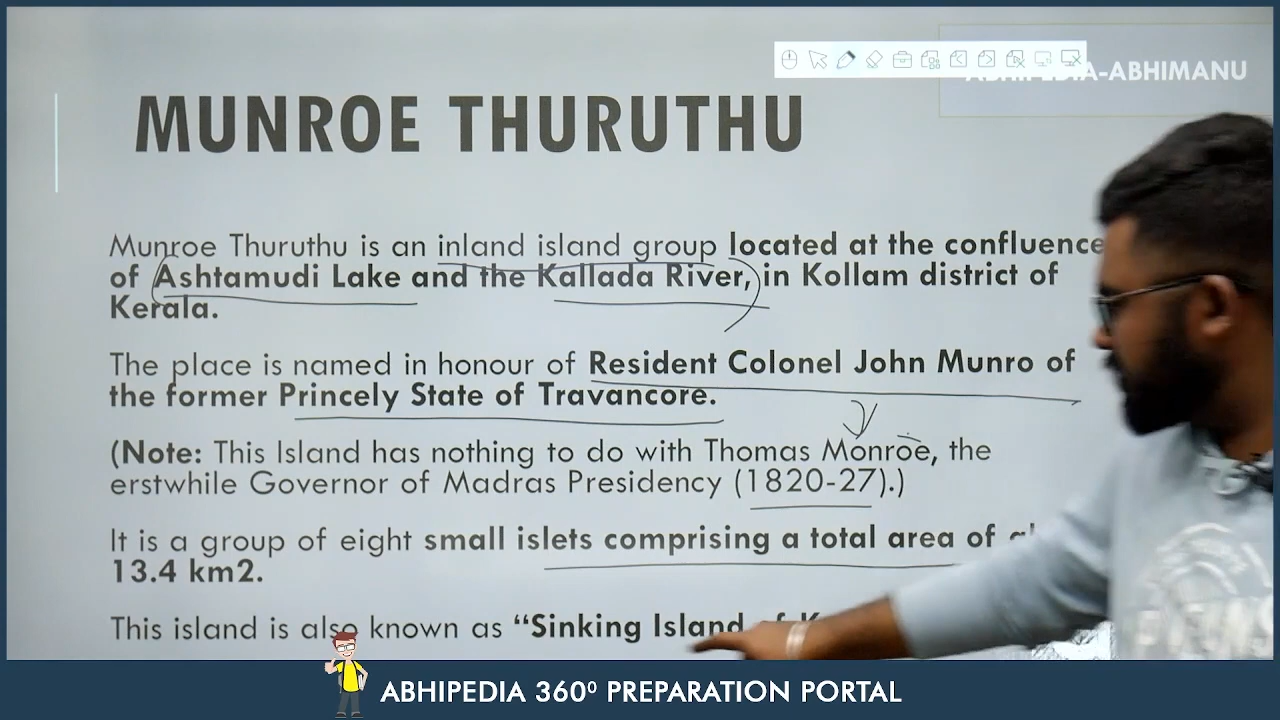 ABHIPEDIA-ABHIMANU
MUNROE THURUTHU
Munroe Thuruthu is an inland island group located at the confluence
of Ashtamudi Lake and the Kallada River, in Kollam district of
Kerala.
The place is named in honour of Resident Colonel John Munro of
the former Princely State of Travancore.
(Note: This Island has nothing to do with Thomas Monroe, the
erstwhile Governor of Madras Presidency (1820-27).)
It is a group of eight small islets comprising a total area of
13.4 km2.
This island is also known as “Sinking Island of
ABHIPEDIA 360⁰ PREPARATION PORTAL